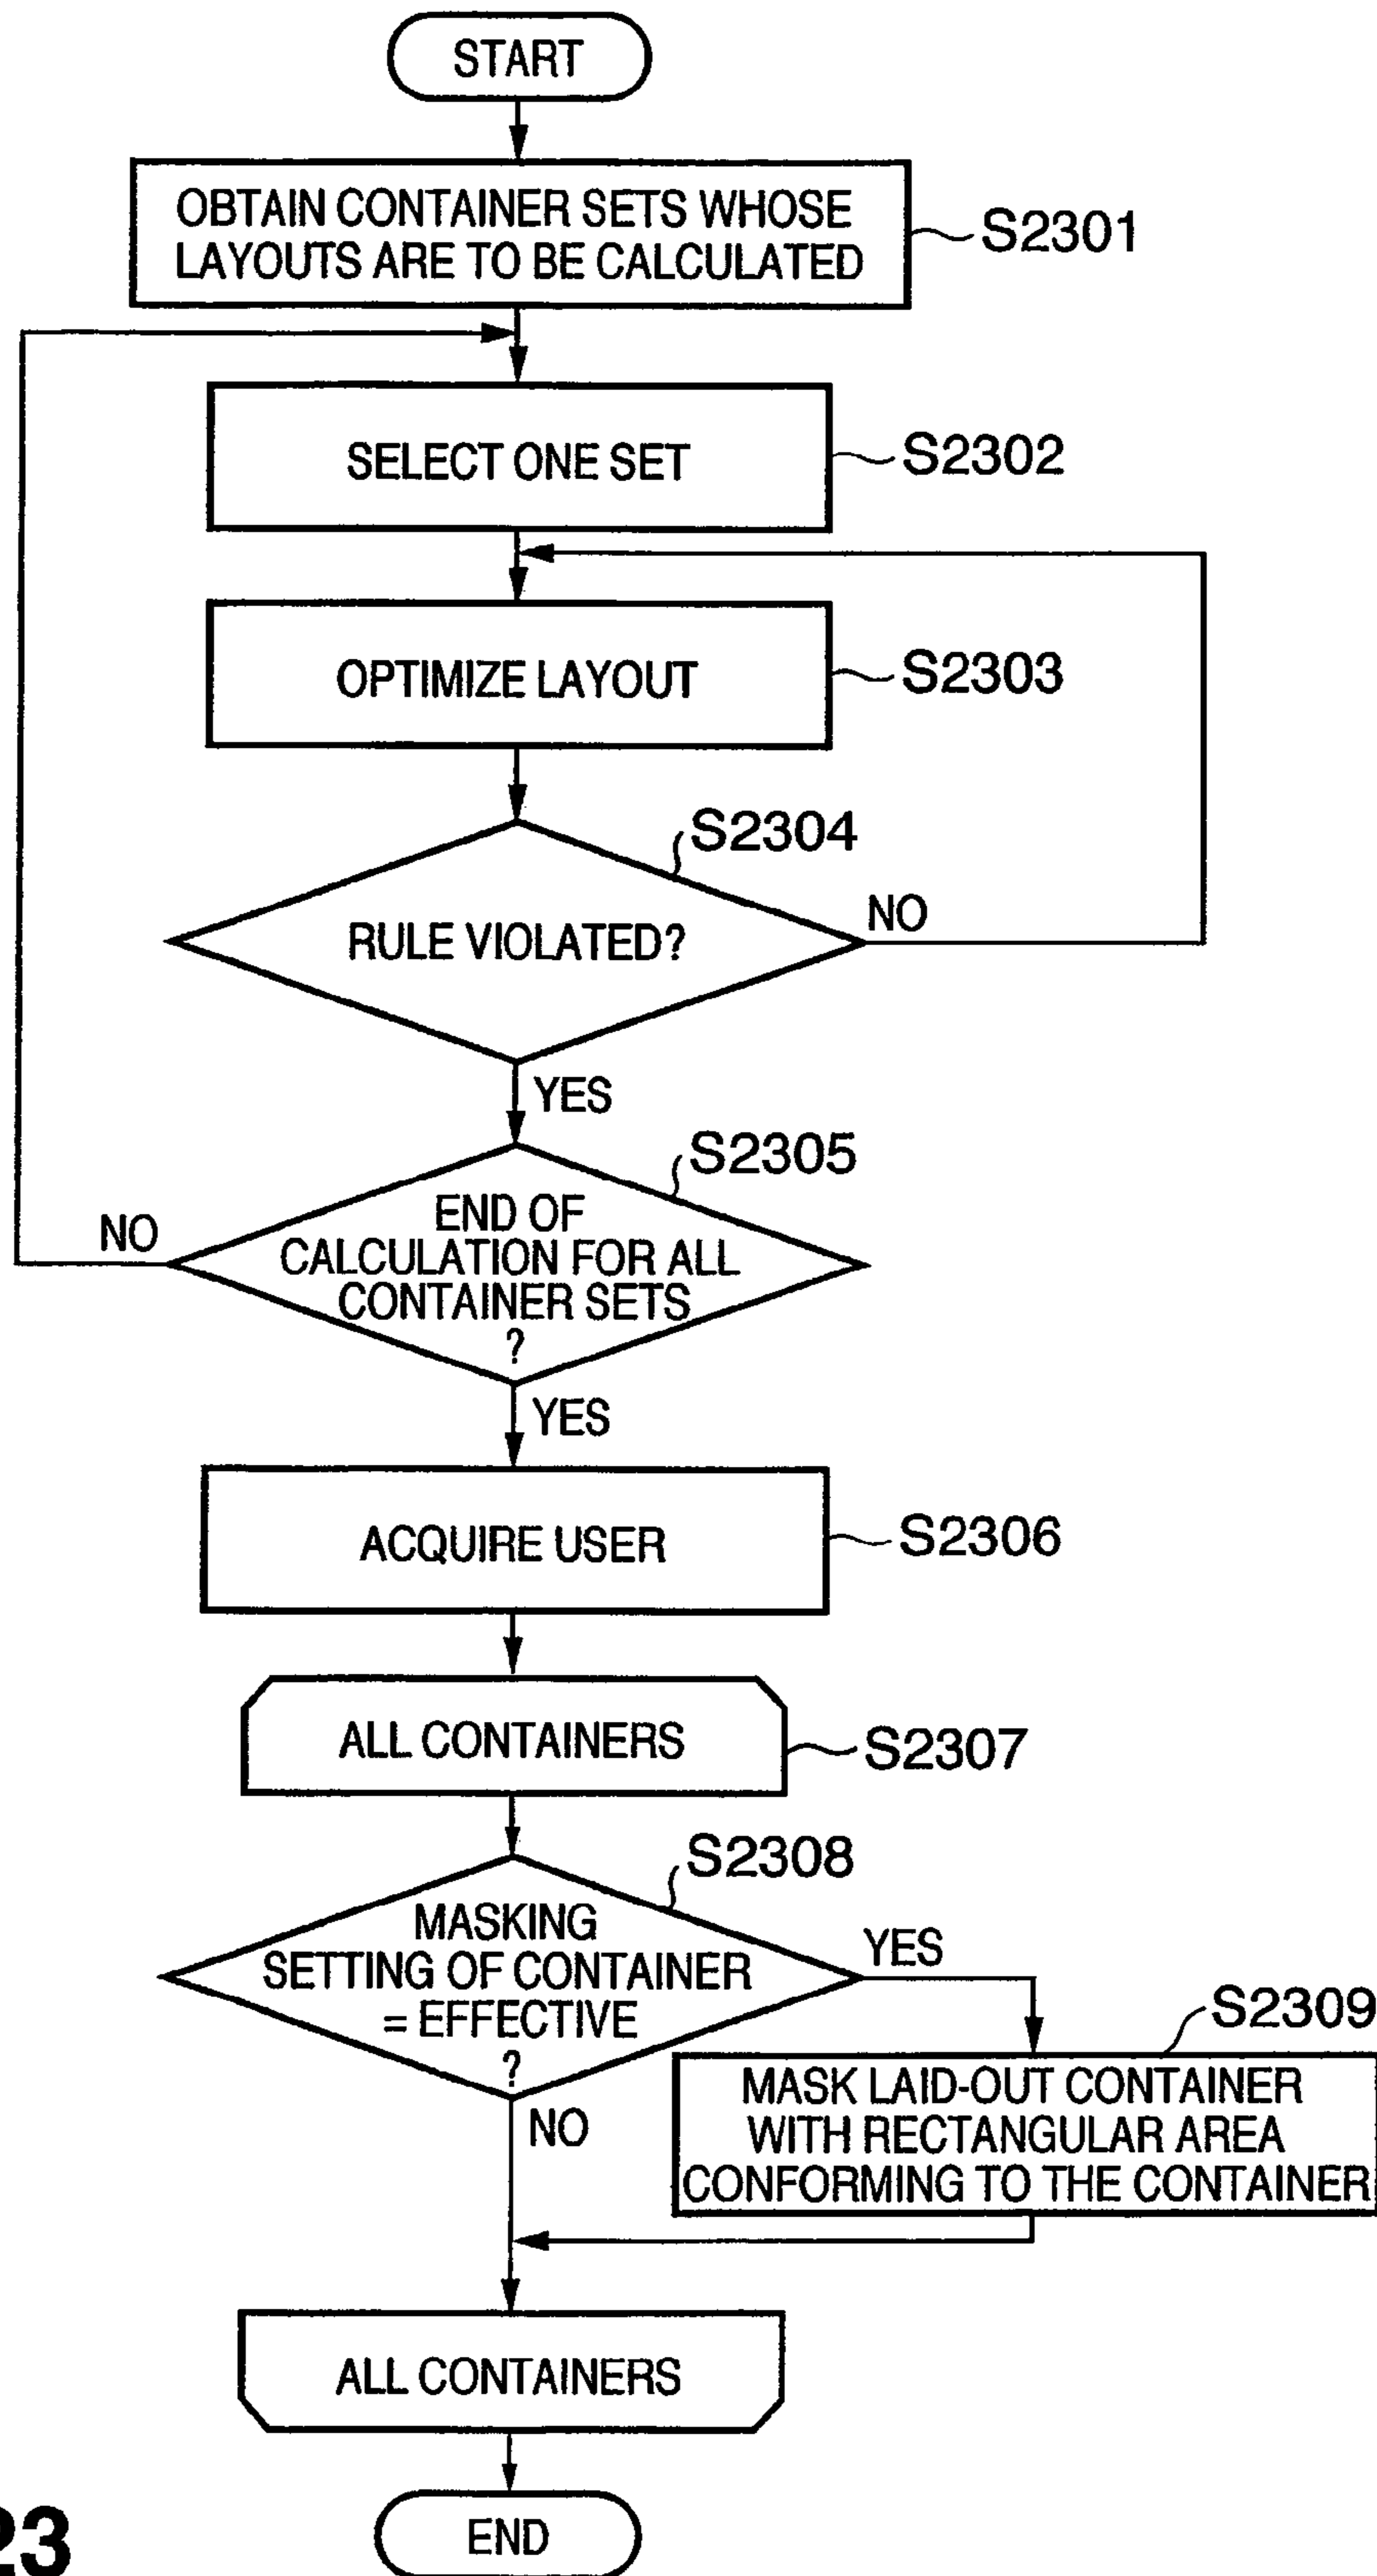 START
OBTAIN CONTAINER SETS WHOSE
LAYOUTS ARE TO BE CALCULATED
S2301
SELECT ONE SET
S2302
OPTIMIZE LAYOUT
S2303
S2304
RULE VIOLATED?
NO
YES
S2305
END OF
CALCULATION FOR ALL
CONTAINER SETS
?
NO
YES
ACQUIRE USER
S2306
ALL CONTAINERS
S2307
S2308
MASKING
SETTING OF CONTAINER
= EFFECTIVE
?
YES
NO
S2309
MASK LAID-OUT CONTAINER
WITH RECTANGULAR AREA
CONFORMING TO THE CONTAINER
ALL CONTAINERS
END
23